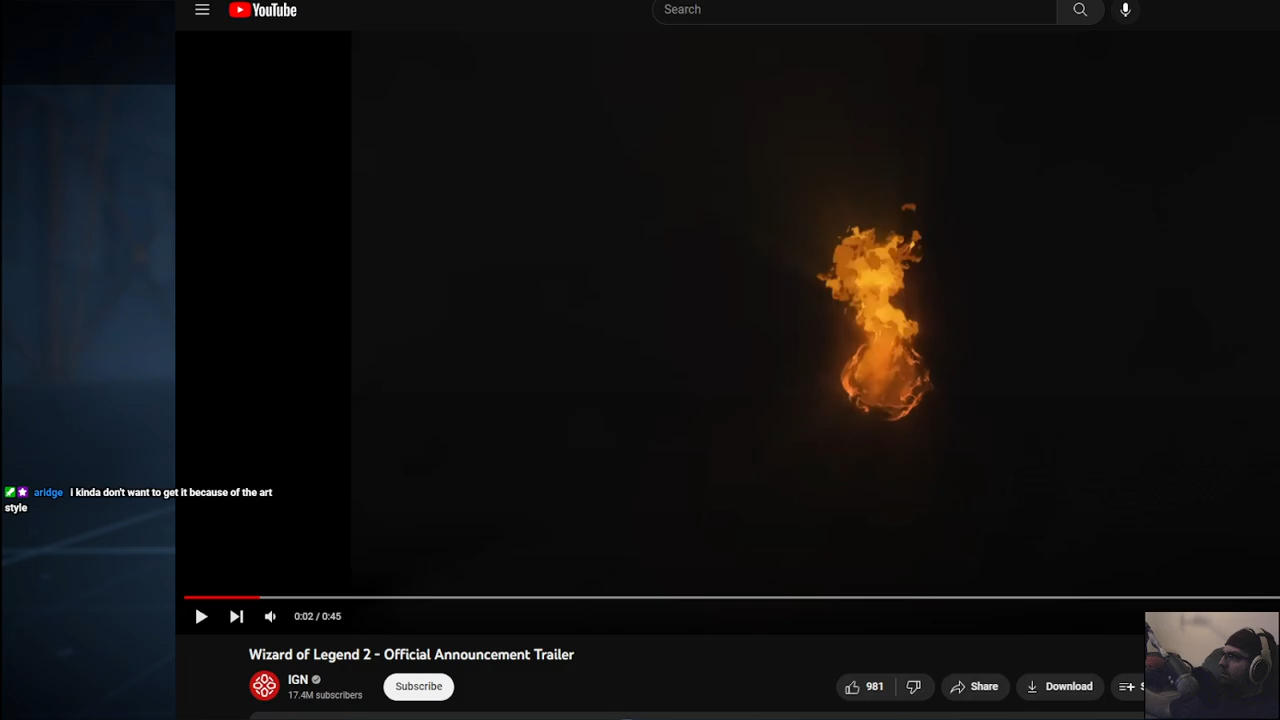 YouTube
Search
aridge i kinda don't want to get it because of the art
style
0:02 / 0:45
Wizard of Legend 2 - Official Announcement Trailer
IGN
17.4M subscribers
Subscribe
981
Share
Download
S